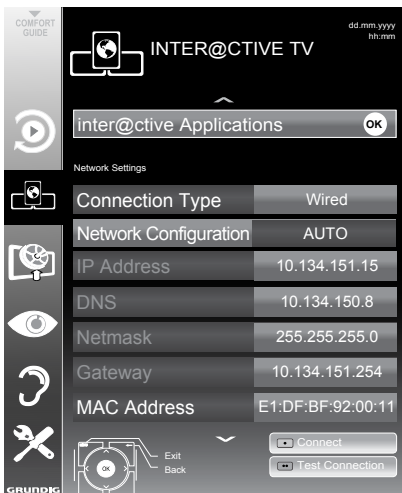 COMFORT
GUIDE
INTER@CTIVE TV
dd.mm.yyyy
hh:mm
inter@ctive Applications OK
Network Settings
Connection Type Wired
Network Configuration AUTO
IP Address 10.134.151.15
DNS 10.134.150.8
Netmask 255.255.255.0
Gateway 10.134.151.254
MAC Address E1:DF:BF:92:00:11
Exit
Back
OK
Connect
Test Connection
GRUNDIG